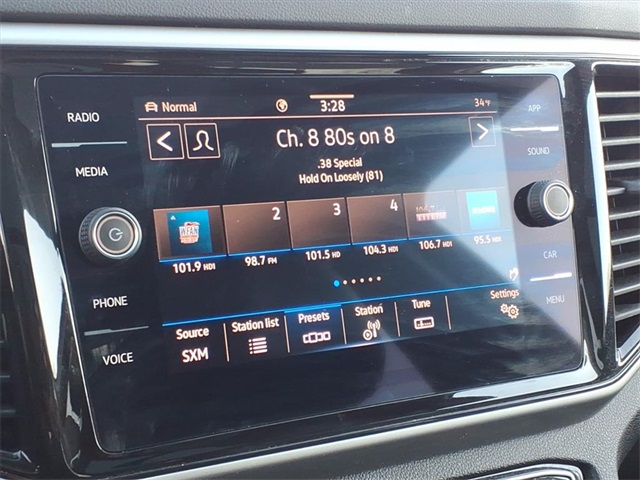 RADIO
MEDIA
PHONE
VOICE
Normal
3:28
34°F
Ch. 8 80s on 8
.38 Special
Hold On Loosely (81)
WFAN
2
3
4
101.9 HD1
98.7 FM
101.5 HD
104.3 HD1
106.7 HD1
95.5 HD1
Source
SXM
Station list
Presets
Station
Tune
Settings
APP
SOUND
CAR
MENU